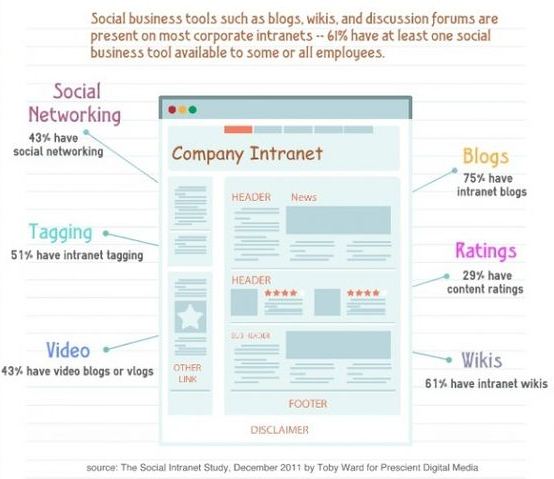 Social business tools such as blogs, wikis, and discussion forums are
present on most corporate intranets -- 61% have at least one social
business tool available to some or all employees.
Social
Networking
43% have
social networking
Tagging
51% have intranet tagging
Video
43% have video blogs or vlogs
Company Intranet
HEADER News
HEADER
SUB HEADER
OTHER
LINK
FOOTER
DISCLAIMER
Blogs
75% have
intranet blogs
Ratings
29% have
content ratings
Wikis
61% have intranet wikis
source: The Social Intranet Study, December 2011 by Toby Ward for Prescient Digital Media